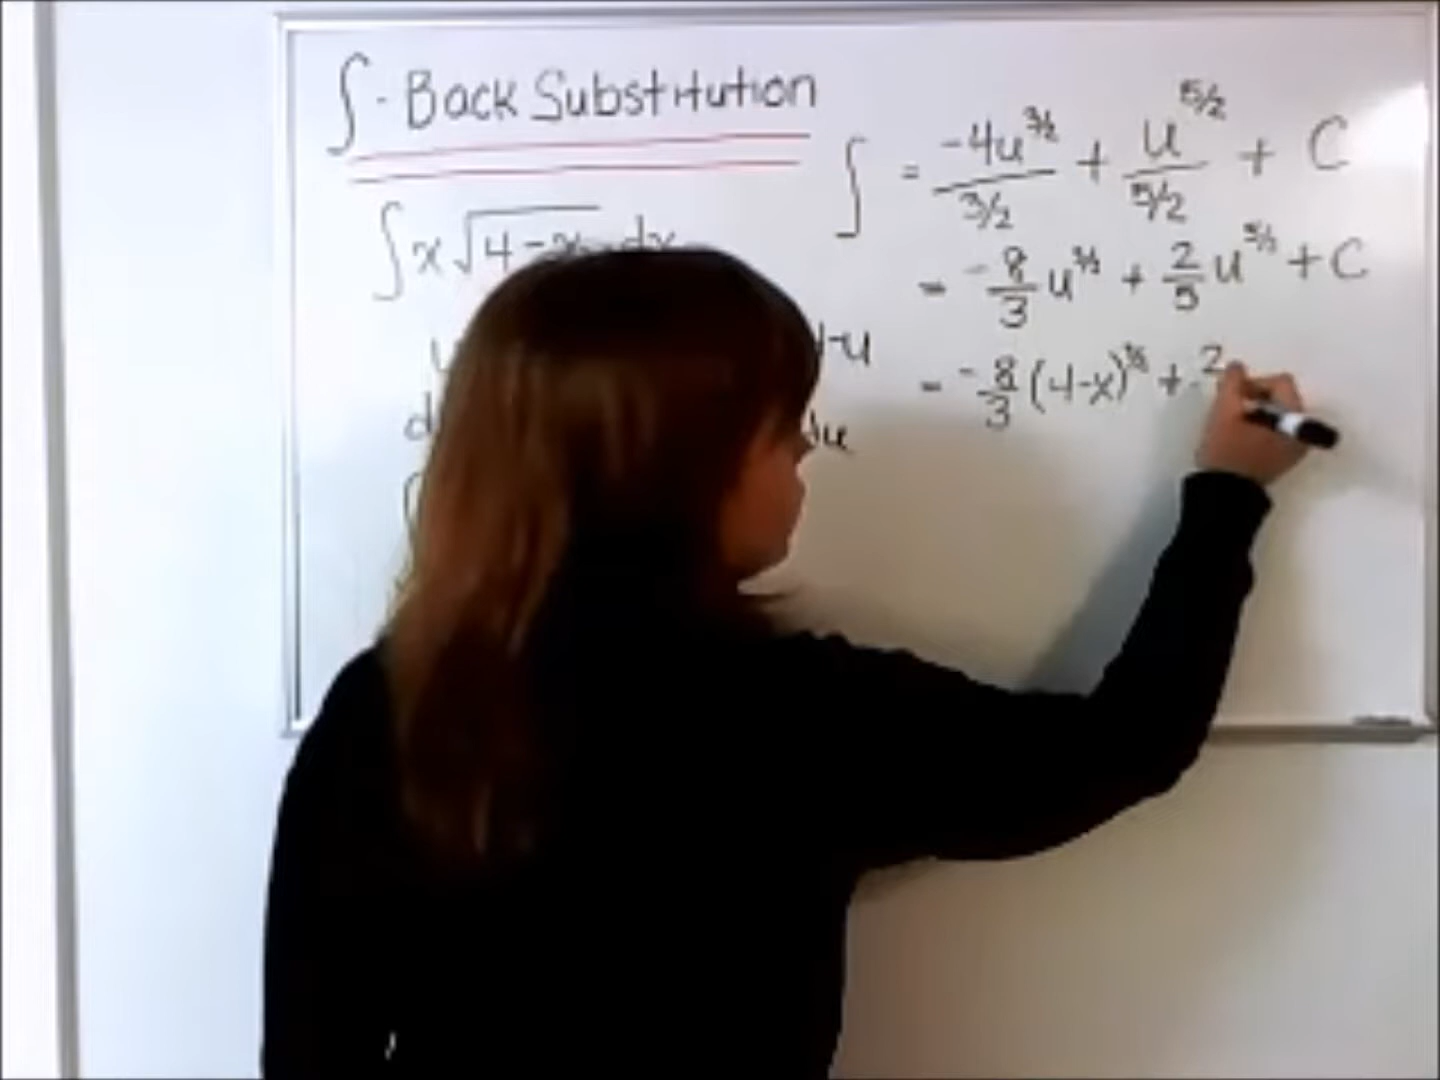 ∫ - Back Substitution
∫x√4-x dx
-u
d
du
∫ = -4u^3/2 / 3/2 + u^5/2 / 5/2 + C
= -8/3 u^3/2 + 2/5 u^5/2 + C
= -8/3 (4-x)^3/2 + 2